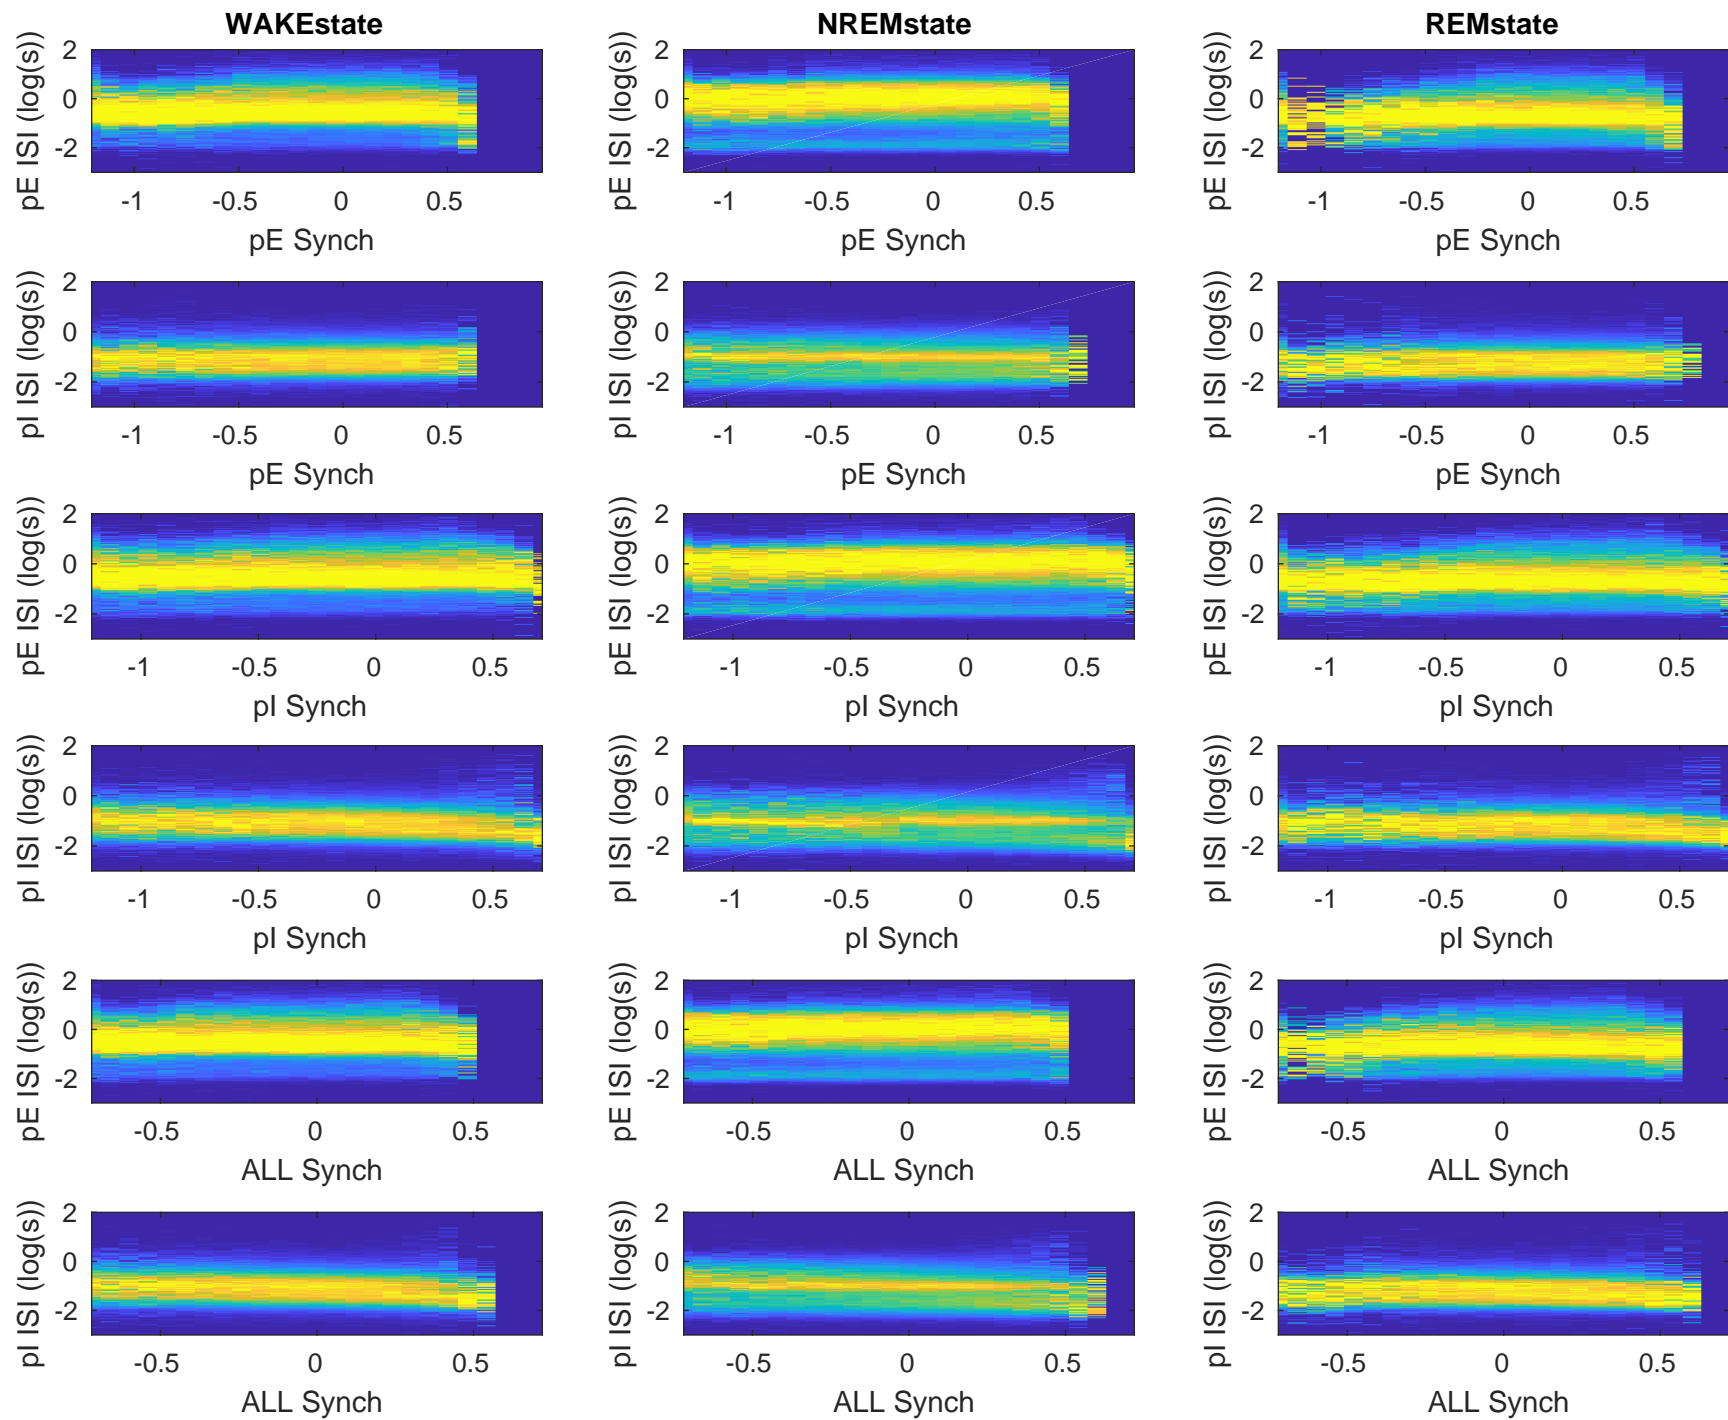 WAKEstate NREMstate REMstate
pE ISI (log(s)) 2 0 -2 pE ISI (log(s)) 2 0 -2 pE ISI (log(s)) 2 0 -2
-1 -0.5 0 0.5 -1 -0.5 0 0.5 -1 -0.5 0 0.5
pE Synch pE Synch pE Synch
pI ISI (log(s)) 2 0 -2 pI ISI (log(s)) 2 0 -2 pI ISI (log(s)) 2 0 -2
-1 -0.5 0 0.5 -1 -0.5 0 0.5 -1 -0.5 0 0.5
pE Synch pE Synch pE Synch
pE ISI (log(s)) 2 0 -2 pE ISI (log(s)) 2 0 -2 pE ISI (log(s)) 2 0 -2
-1 -0.5 0 0.5 -1 -0.5 0 0.5 -1 -0.5 0 0.5
pI Synch pI Synch pI Synch
pI ISI (log(s)) 2 0 -2 pI ISI (log(s)) 2 0 -2 pI ISI (log(s)) 2 0 -2
-1 -0.5 0 0.5 -1 -0.5 0 0.5 -1 -0.5 0 0.5
pI Synch pI Synch pI Synch
pE ISI (log(s)) 2 0 -2 pE ISI (log(s)) 2 0 -2 pE ISI (log(s)) 2 0 -2
-0.5 0 0.5 -0.5 0 0.5 -0.5 0 0.5
ALL Synch ALL Synch ALL Synch
pI ISI (log(s)) 2 0 -2 pI ISI (log(s)) 2 0 -2 pI ISI (log(s)) 2 0 -2
-0.5 0 0.5 -0.5 0 0.5 -0.5 0 0.5
ALL Synch ALL Synch ALL Synch